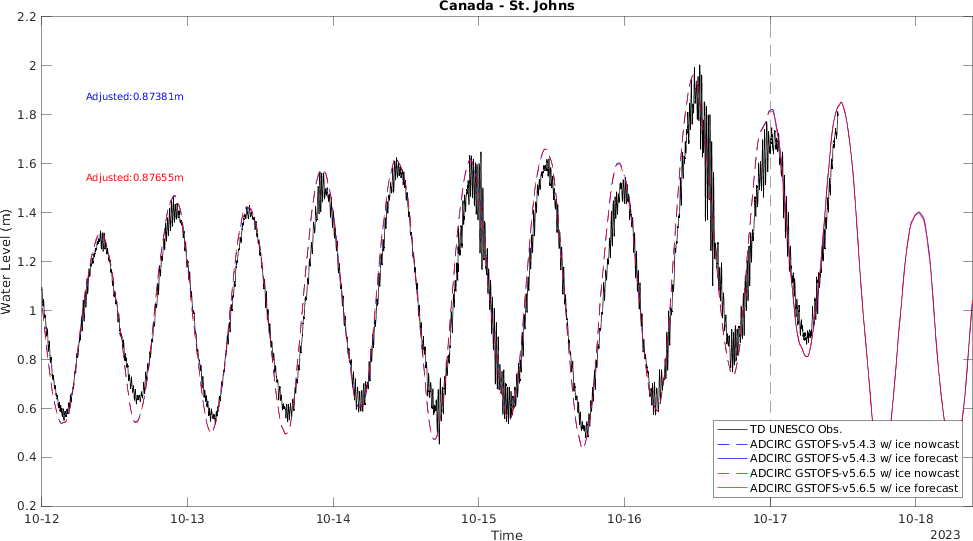 Canada - St. Johns
2.2
2
1.8
1.6
1.4
1.2
1
0.8
0.6
0.4
0.2
Water Level (m)
Adjusted:0.87381m
Adjusted:0.87655m
TD UNESCO Obs.
ADCIRC GSTOFS-v5.4.3 w/ ice nowcast
ADCIRC GSTOFS-v5.4.3 w/ ice forecast
ADCIRC GSTOFS-v5.6.5 w/ ice nowcast
ADCIRC GSTOFS-v5.6.5 w/ ice forecast
10-12 10-13 10-14 10-15 10-16 10-17 10-18
Time
2023